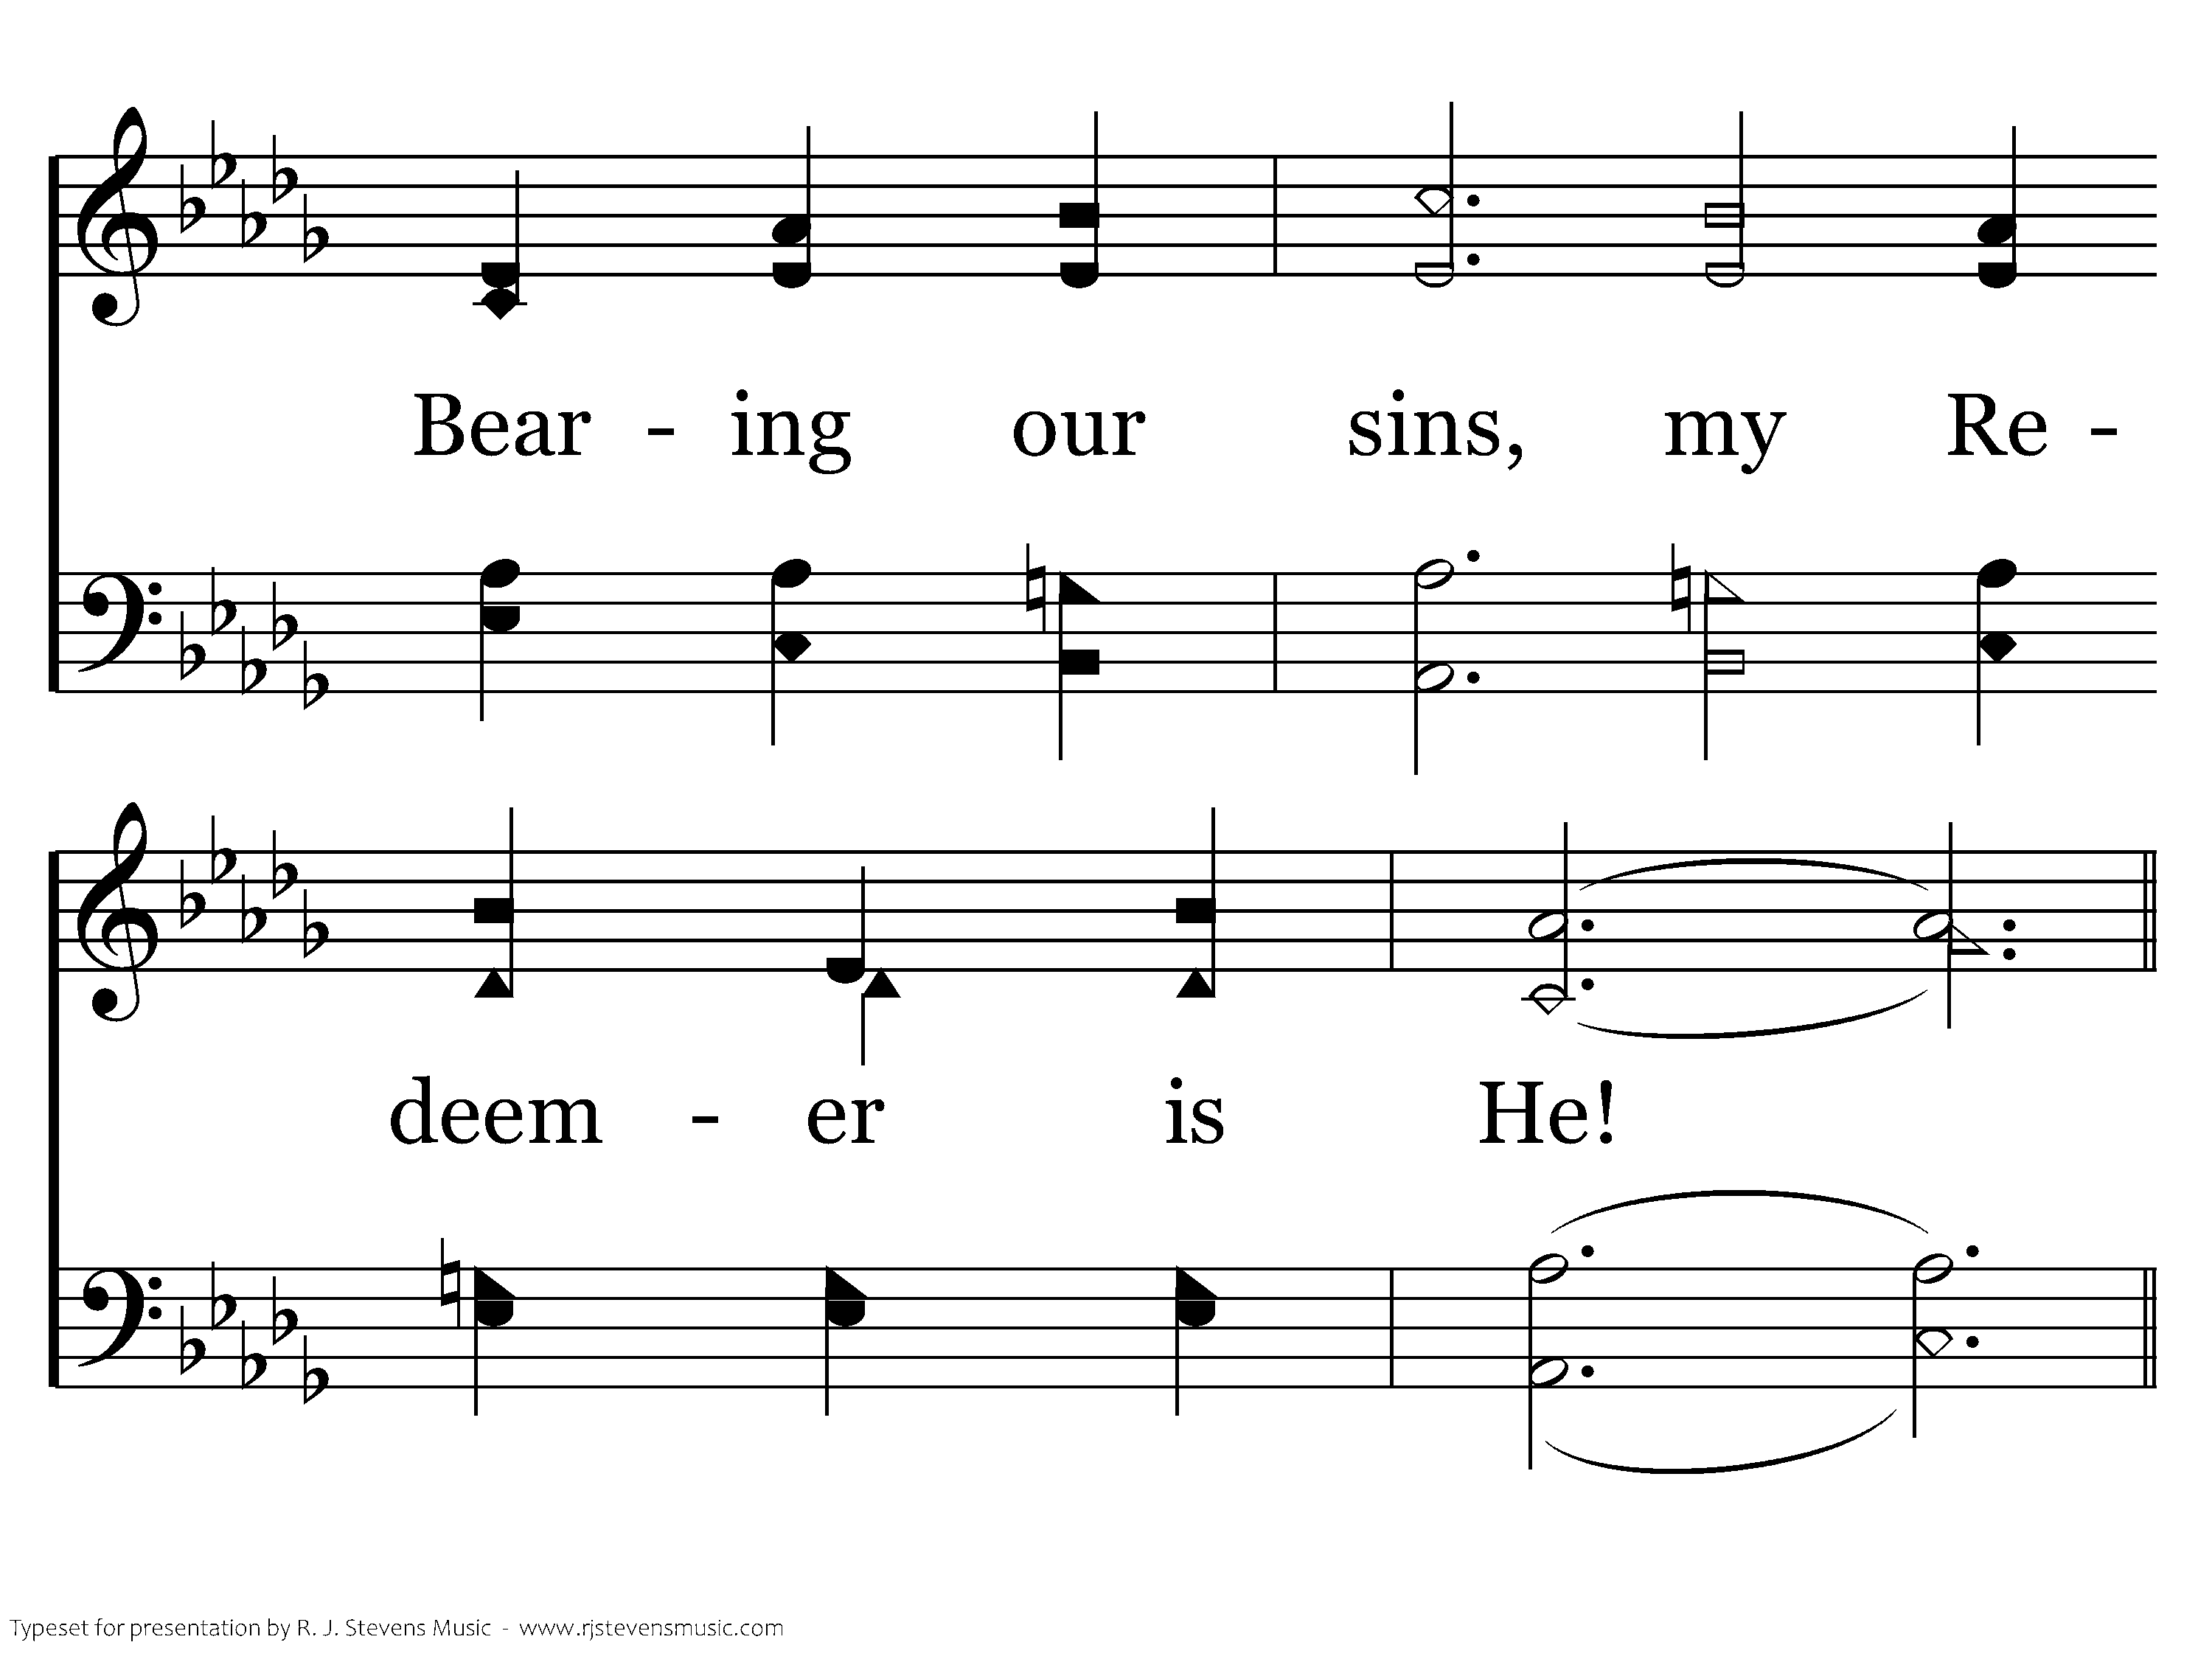 Bear - ing our sins, my Re -
deem - er is He!
Typeset for presentation by R. J. Stevens Music - www.rjstevensmusic.com